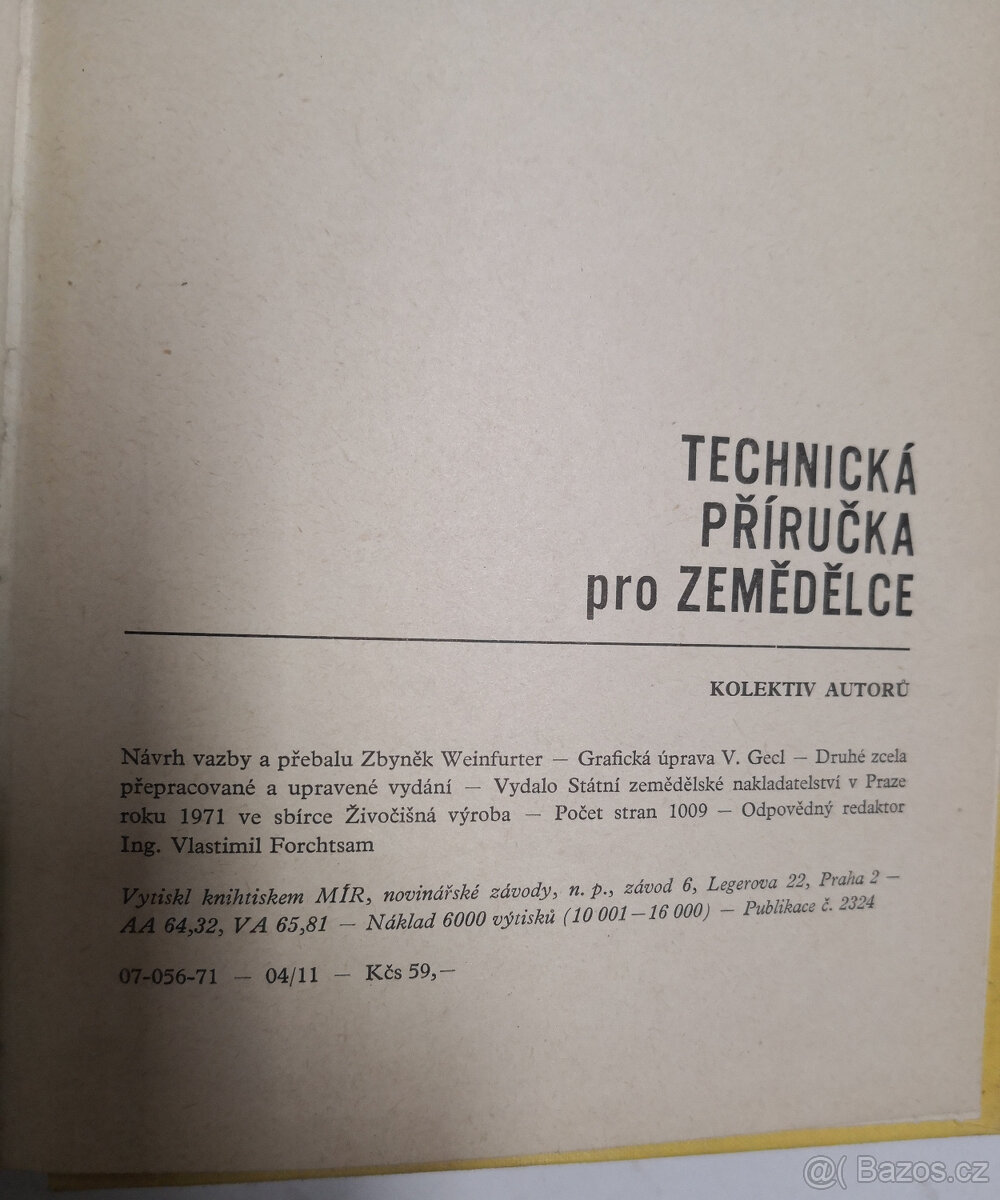 TECHNICKÁ
PŘÍRUČKA
pro ZEMĚDĚLCE
KOLEKTIV AUTORŮ
Návrh vazby a přebalu Zbyněk Weinfurter — Grafická úprava V. Gecl — Druhé zcela
přepracované a upravené vydání — Vydalo Státní zemědělské nakladatelství v Praze
roku 1971 ve sbírce Živočišná výroba — Počet stran 1009 — Odpovědný redaktor
Ing. Vlastimil Forchtsam
Vytiskl knihtiskem MÍR, novinářské závody, n. p., závod 6, Legerova 22, Praha 2 —
AA 64,32, VA 65,81 — Náklad 6000 výtisků (10 001—16 000) — Publikace č. 2324
07-056-71 — 04/11 — Kčs 59,—
@( Bazos.cz